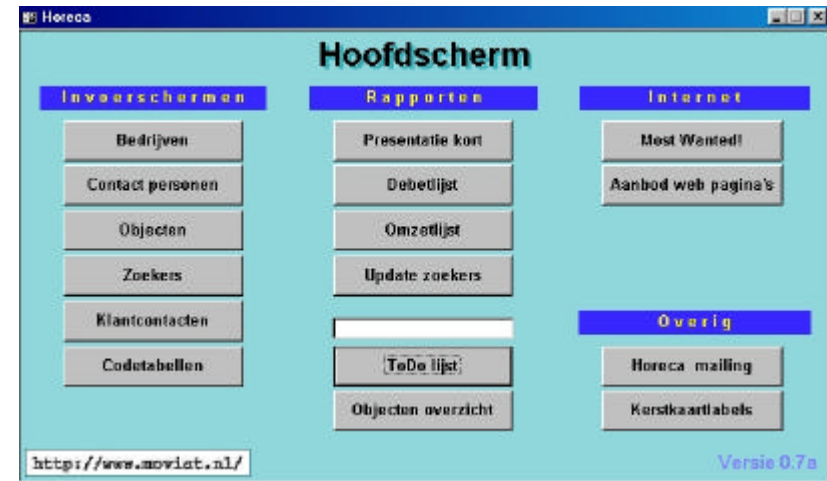 Horeca
Hoofdscherm
Invoerschermen
Bedrijven
Contact personen
Objecten
Zoekers
Klantcontacten
Codetabellen
Rapporten
Presentatie kort
Debetlijst
Omzetlijst
Update zoekers
ToDo lijst
Objecten overzicht
Internet
Most Wanted!
Aanbod web pagina's
Overig
Horeca mailing
Kerstkaartlabels
http://www.moviat.nl/
Versie 0.7a